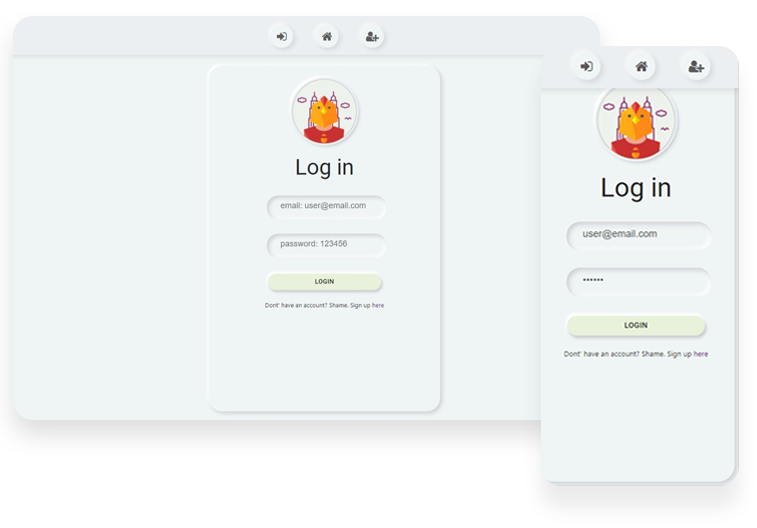 Log in
email: user@email.com
password: 123456
LOGIN
Dont' have an account? Shame. Sign up here
Log in
user@email.com
••••••
LOGIN
Dont' have an account? Shame. Sign up here